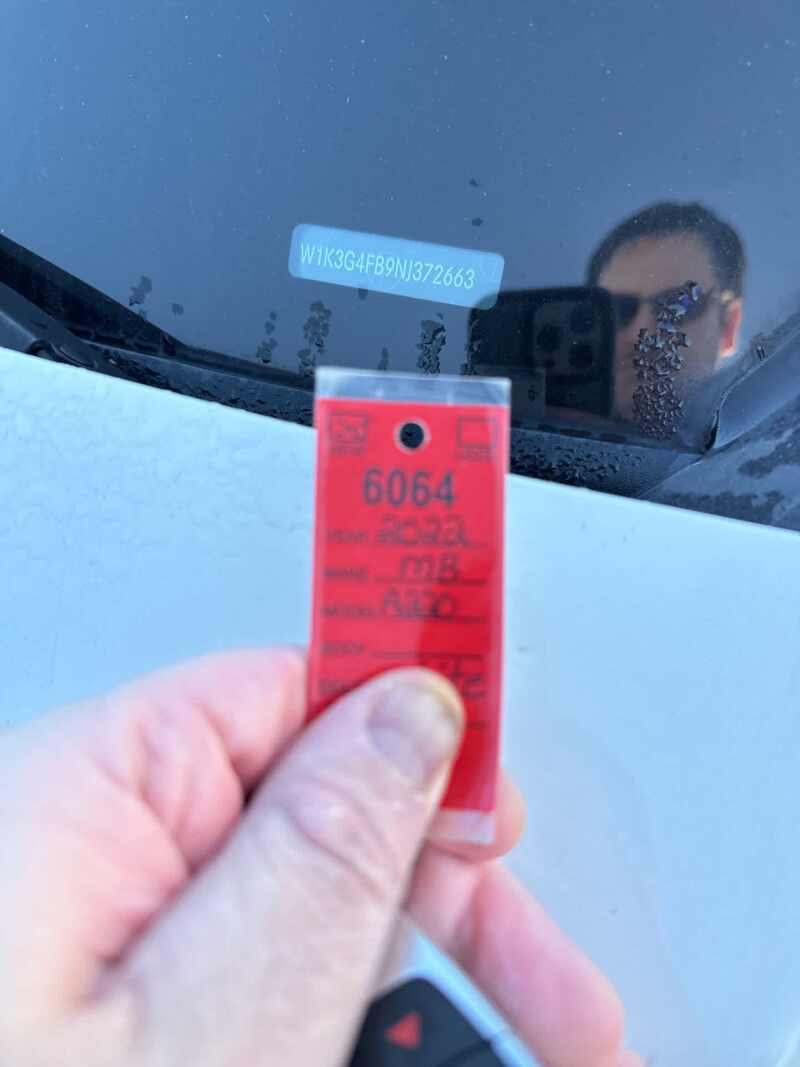 W1K3G4FB9NJ372663
6064
YEAR 2022
MAKE MB
MODEL A220
BODY